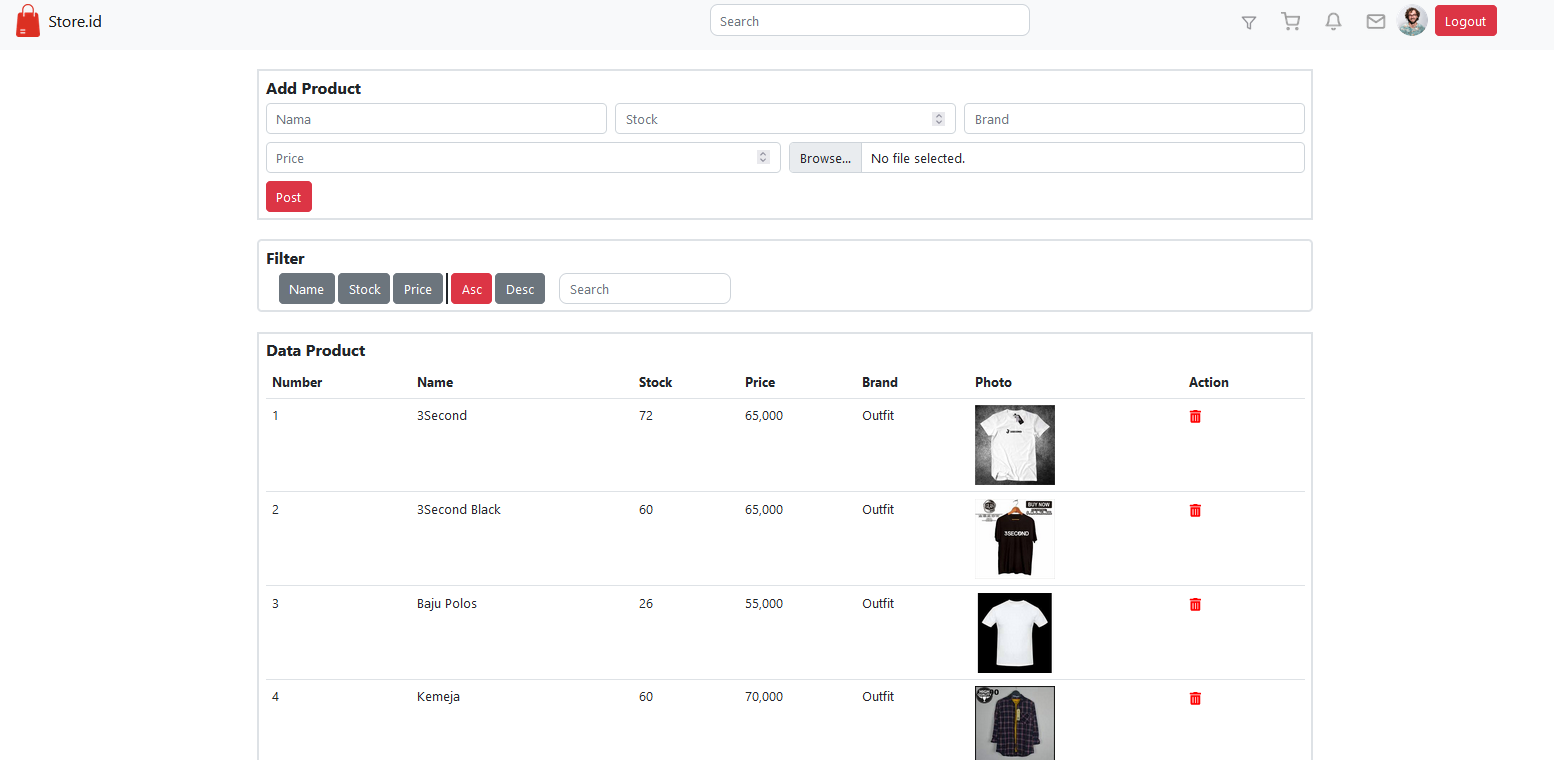 Store.id
Search
Logout
Add Product
Nama
Stock
Brand
Price
Browse... No file selected.
Post
Filter
Name Stock Price Asc Desc Search
Data Product
Number Name Stock Price Brand Photo Action
1 3Second 72 65,000 Outfit
2 3Second Black 60 65,000 Outfit
BUY NOW
3SECOND
3 Baju Polos 26 55,000 Outfit
4 Kemeja 60 70,000 Outfit